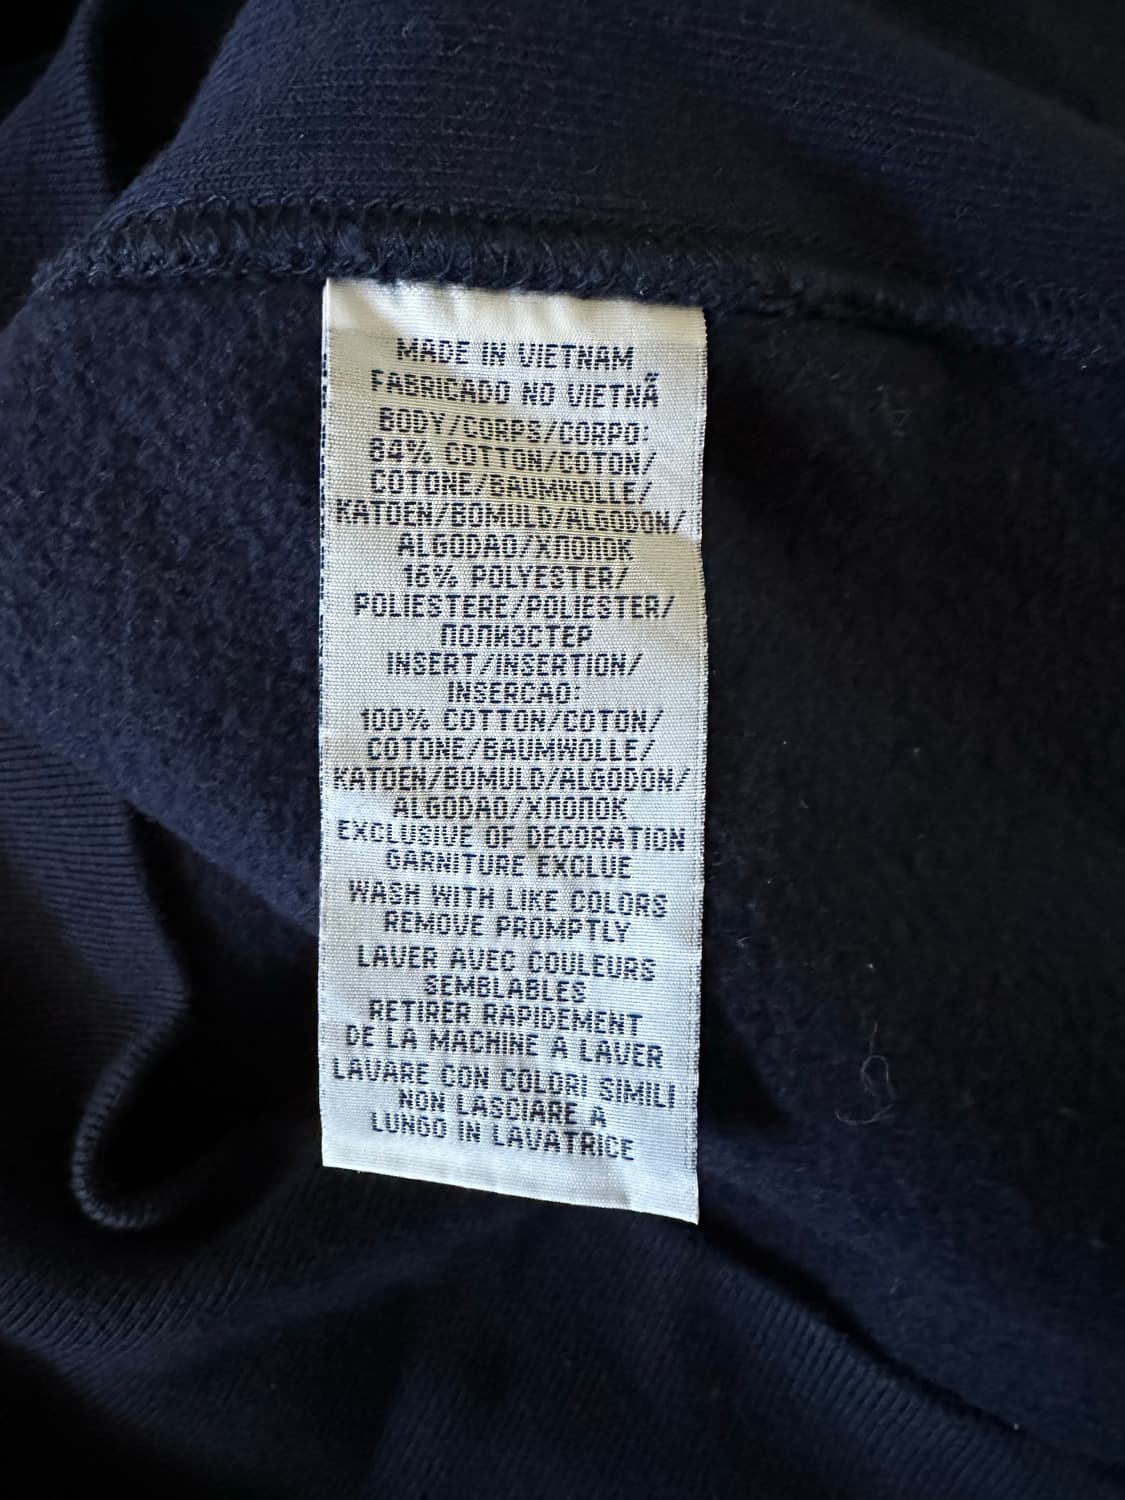 MADE IN VIETNAM
FABRICADO NO VIETNÃ
BODY/CORPS/CORPO:
84% COTTON/COTON/
COTONE/BAUMWOLLE/
KATOEN/BOMULD/ALGODON/
ALGODAO/ХЛОПОК
16% POLYESTER/
POLIESTERE/POLIESTER/
ПОЛИЭСТЕР
INSERT/INSERTION/
INSERCAO:
100% COTTON/COTON/
COTONE/BAUMWOLLE/
KATOEN/BOMULD/ALGODON/
ALGODAO/ХЛОПОК
EXCLUSIVE OF DECORATION
GARNITURE EXCLUE
WASH WITH LIKE COLORS
REMOVE PROMPTLY
LAVER AVEC COULEURS
SEMBLABLES
RETIRER RAPIDEMENT
DE LA MACHINE A LAVER
LAVARE CON COLORI SIMILI
NON LASCIARE A
LUNGO IN LAVATRICE